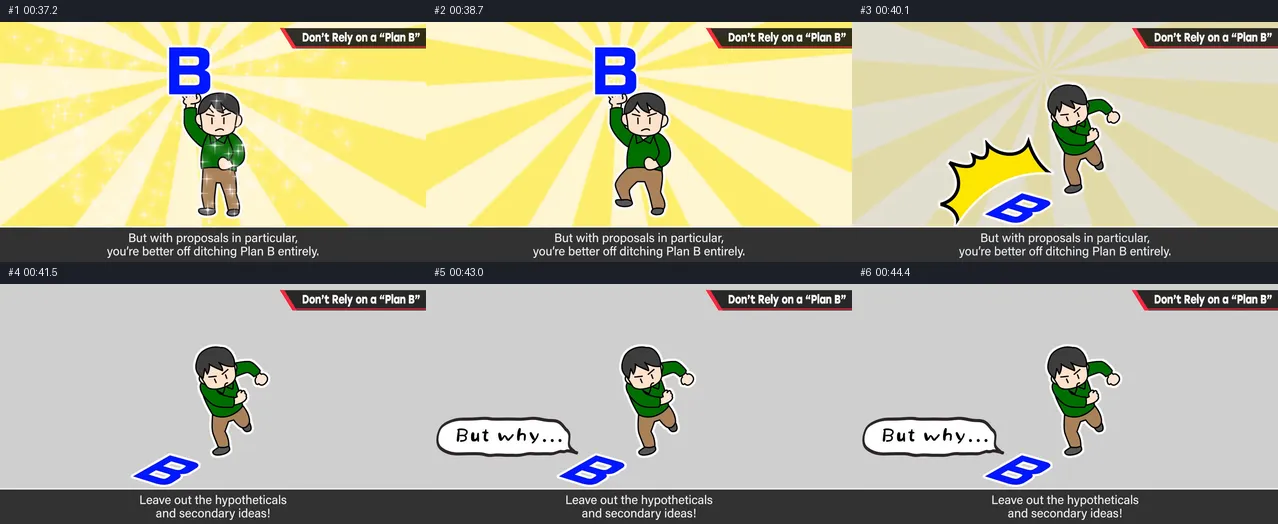 #1 00:37.2
#2 00:38.7
#3 00:40.1
Don't Rely on a “Plan B”
Don't Rely on a “Plan B”
Don't Rely on a “Plan B”
B
B
B
But with proposals in particular,
you're better off ditching Plan B entirely.
But with proposals in particular,
you're better off ditching Plan B entirely.
But with proposals in particular,
you're better off ditching Plan B entirely.
#4 00:41.5
#5 00:43.0
#6 00:44.4
Don't Rely on a “Plan B”
Don't Rely on a “Plan B”
Don't Rely on a “Plan B”
But why...
But why...
B
B
B
Leave out the hypotheticals
and secondary ideas!
Leave out the hypotheticals
and secondary ideas!
Leave out the hypotheticals
and secondary ideas!